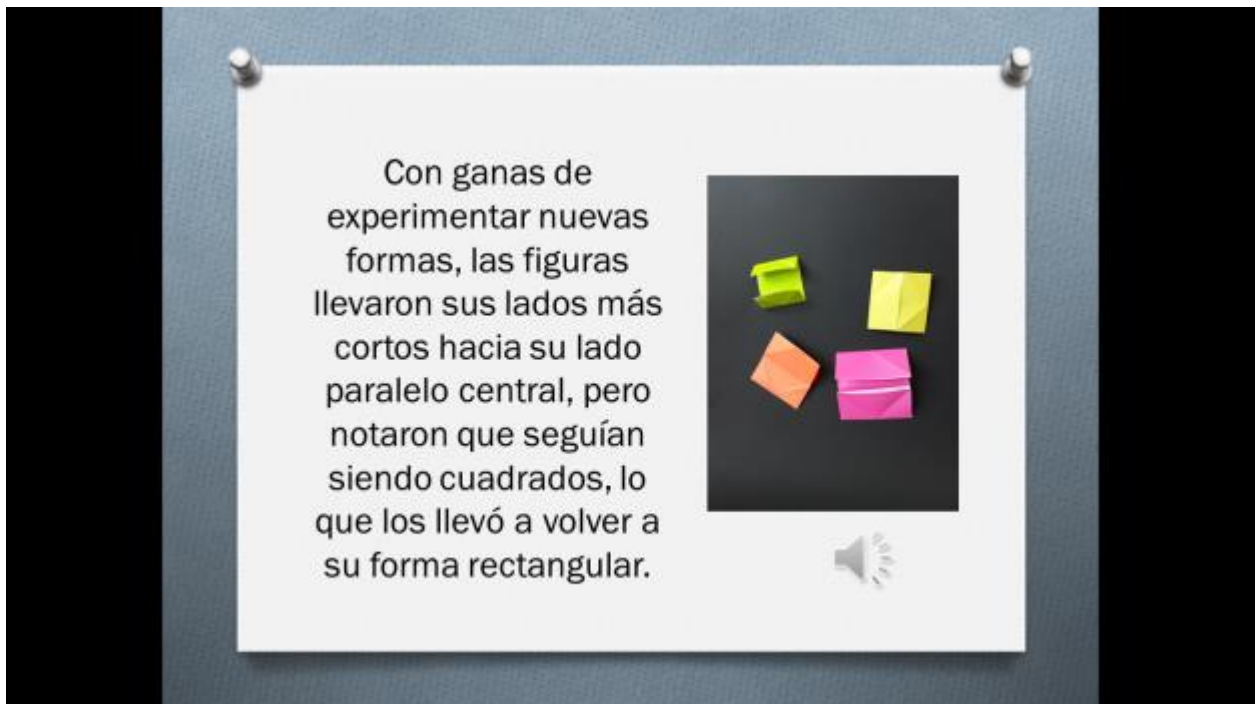 Con ganas de
experimentar nuevas
formas, las figuras
llevaron sus lados más
cortos hacia su lado
paralelo central, pero
notaron que seguían
siendo cuadrados, lo
que los llevó a volver a
su forma rectangular.